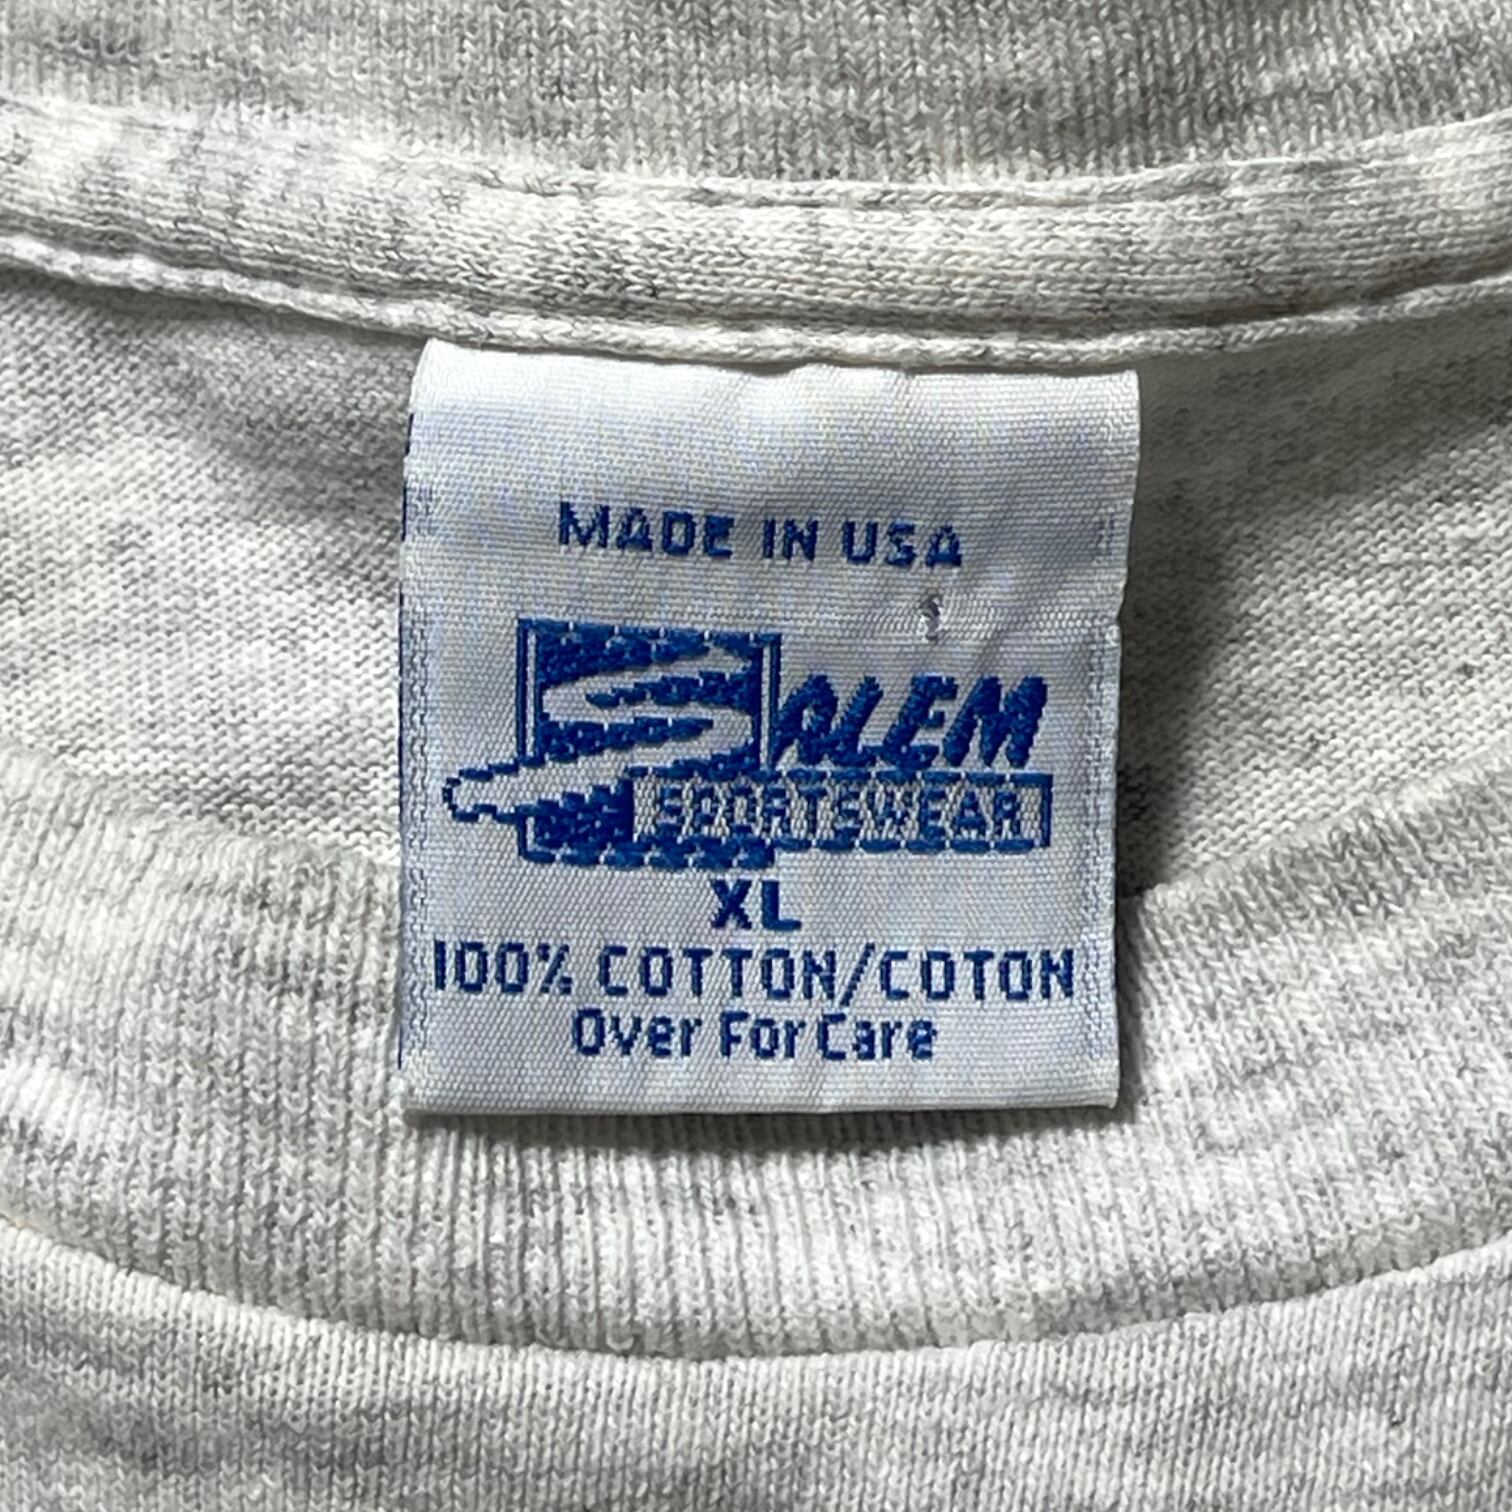 MADE IN USA
SALEM
SPORTSWEAR
XL
100% COTTON/COTON
Over For Care